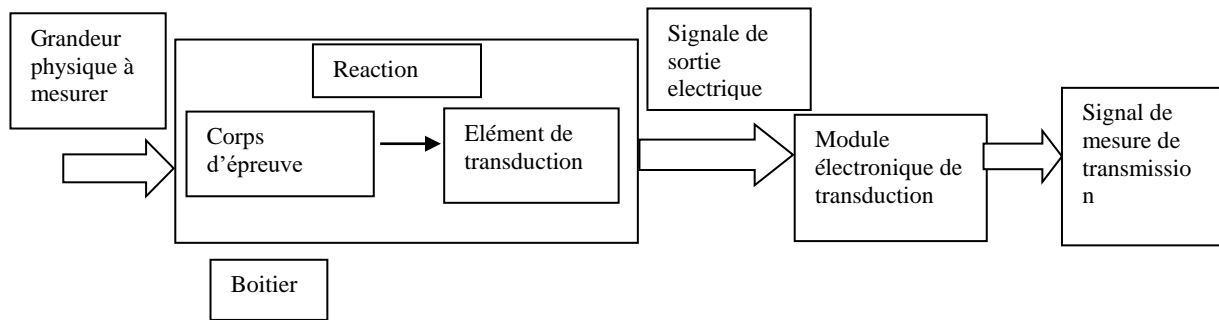 Grandeur
physique à
mesurer
Reaction
Corps
d’épreuve
Elément de
transduction
Boitier
Signale de
sortie
electrique
Module
électronique de
transduction
Signal de
mesure de
transmissio
n